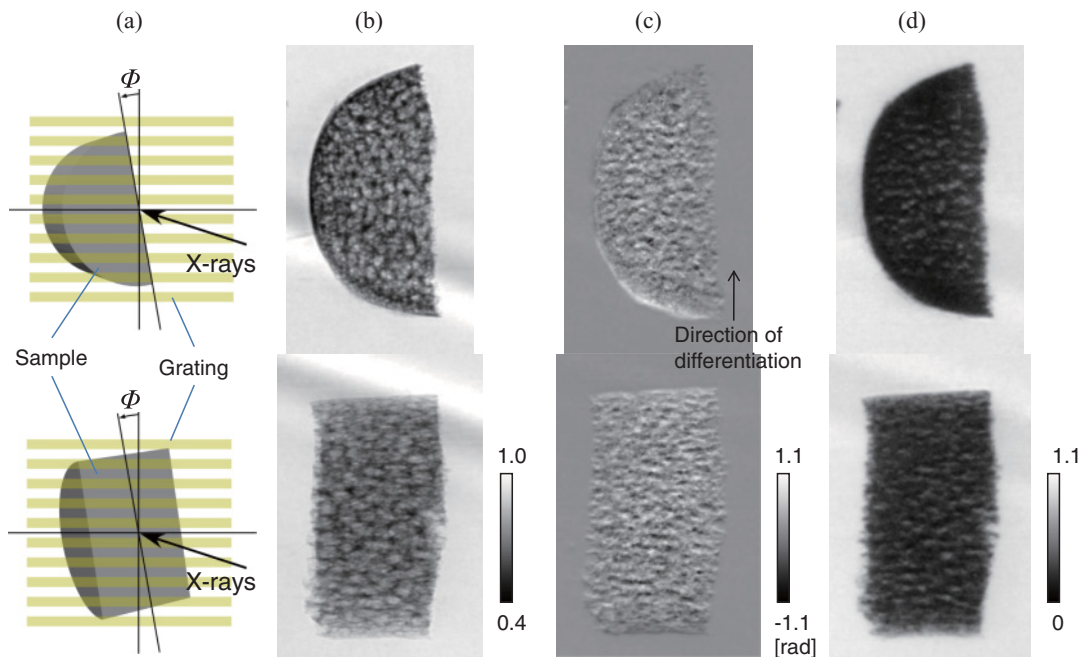 (a)
(b)
(c)
(d)
Φ
X-rays
Sample
Grating
Direction of
differentiation
Φ
X-rays
1.0
0.4
1.1
-1.1
[rad]
1.1
0